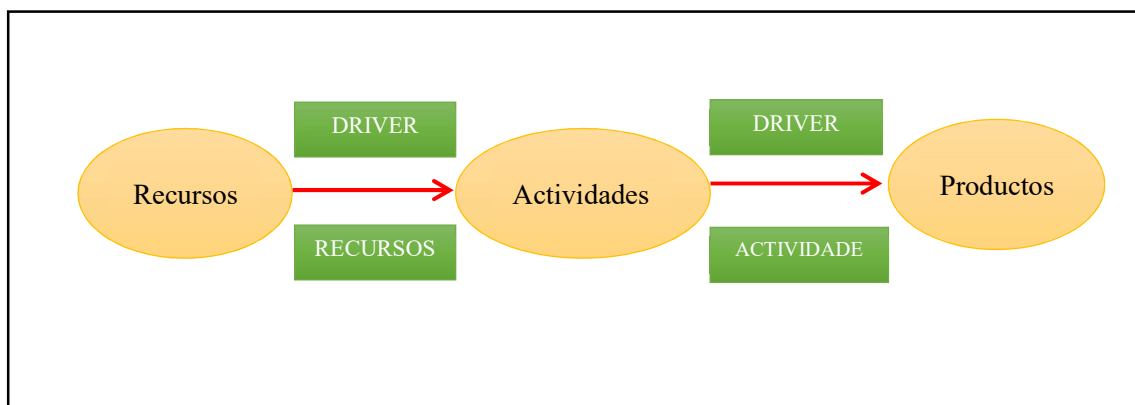 DRIVER
DRIVER
Recursos
Actividades
Productos
RECURSOS
ACTIVIDADE